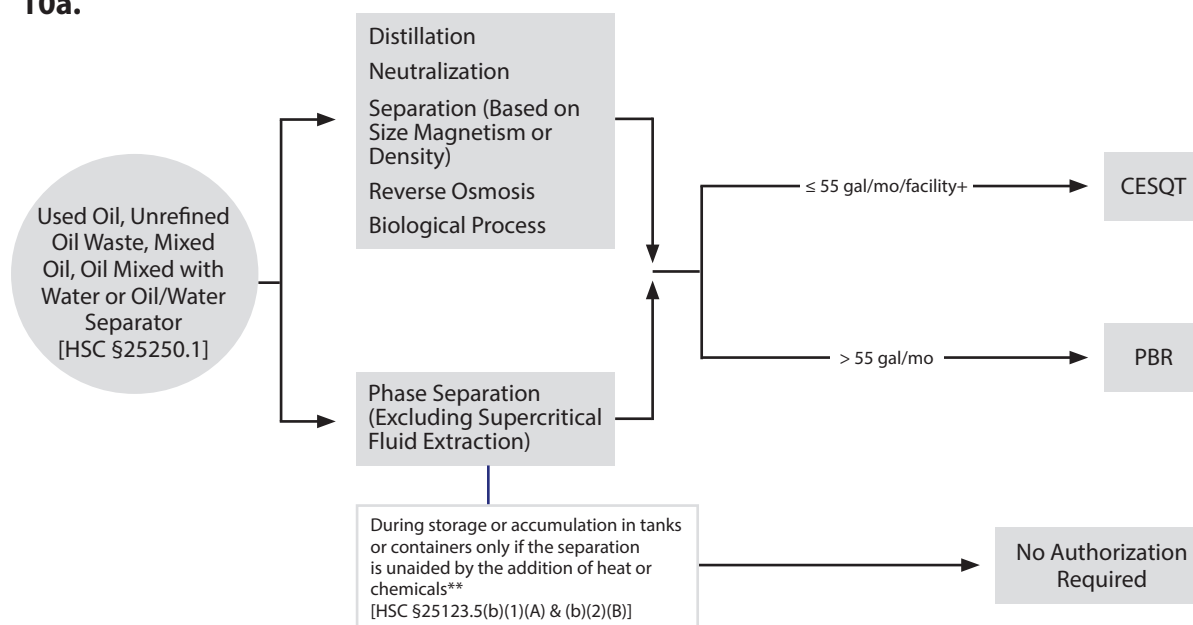 10a.
Distillation
Neutralization
Separation (Based on
Size Magnetism or
Density)
Reverse Osmosis
Biological Process
Used Oil, Unrefined
Oil Waste, Mixed
Oil, Oil Mixed with
Water or Oil/Water
Separator
[HSC §25250.1]
≤ 55 gal/mo/facility+
CESQT
> 55 gal/mo
PBR
Phase Separation
(Excluding Supercritical
Fluid Extraction)
During storage or accumulation in tanks
or containers only if the separation
is unaided by the addition of heat or
chemicals**
[HSC §25123.5(b)(1)(A) & (b)(2)(B)]
No Authorization
Required